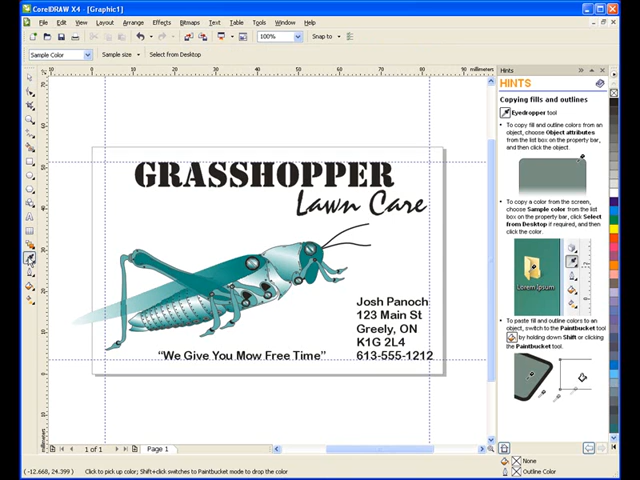 CorelDRAW X4 - [Graphic1]
File Edit View Layout Arrange Effects Bitmaps Text Table Tools Window Help
100% Snap to
Sample Color Sample size Select from Desktop
millimeters
GRASSHOPPER
Lawn Care
Josh Panoch
123 Main St
Greely, ON
K1G 2L4
613-555-1212
“We Give You Mow Free Time”
Hints
HINTS
Copying fills and outlines
Eyedropper tool
• To copy fill and outline colors from an
object, choose Object attributes
from the list box on the property bar,
and then click the object.
• To copy a color from the screen,
choose Sample color from the list
box on the property bar, click Select
from Desktop if required, and then
click the color.
Lorem Ipsum
• To paste fill and outline colors to an
object, switch to the Paintbucket tool
by holding down Shift or clicking
the Paintbucket tool.
1 of 1 Page 1
(-12.668, 24.399) Click to pick up color; Shift+click switches to Paintbucket mode to drop the color
None
Outline Color